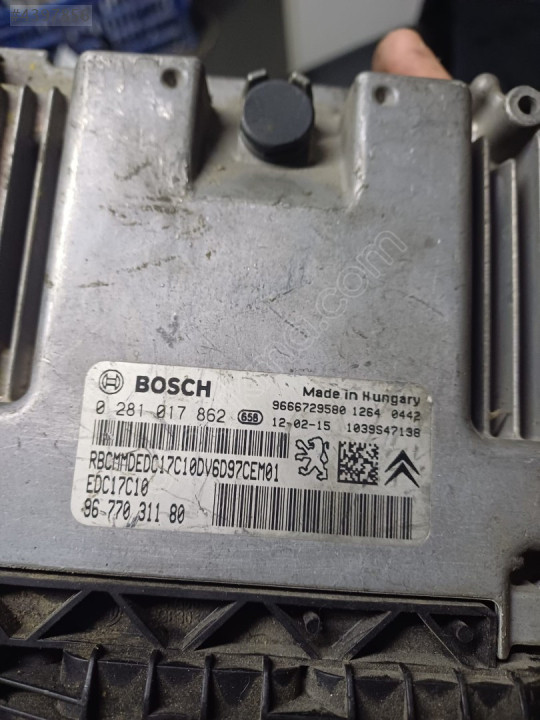 BOSCH
Made in Hungary
0 281 017 862 658
9666729580 1264 0442
12-02-15 1039S47138
RBCMMDEDC17C10DV6D97CEM01
EDC17C10
96 770 311 80